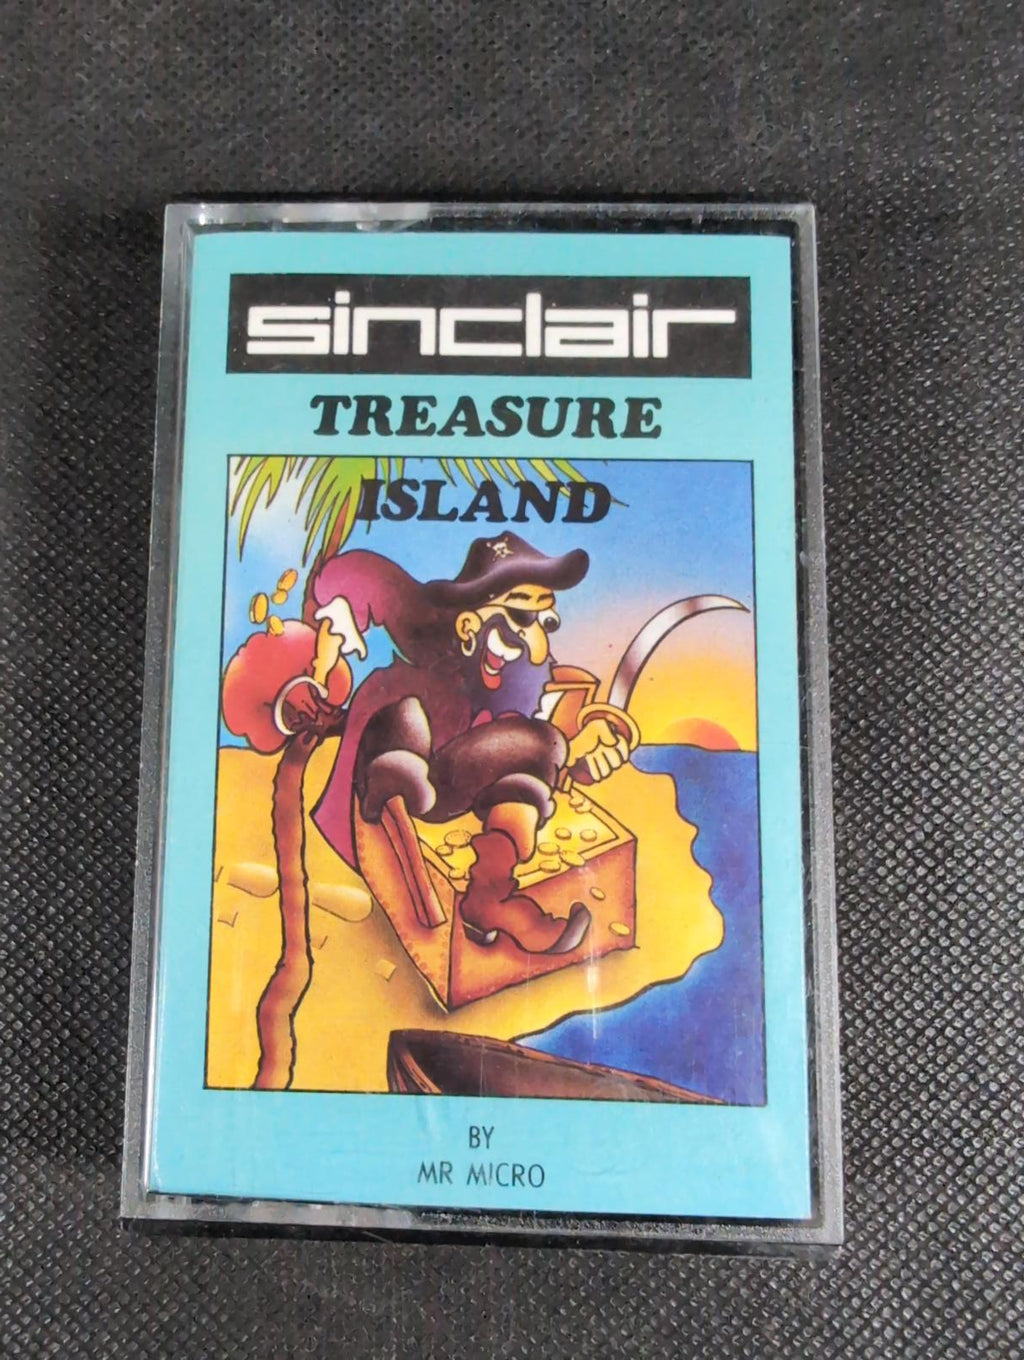 sinclair
TREASURE
ISLAND
BY
MR MICRO